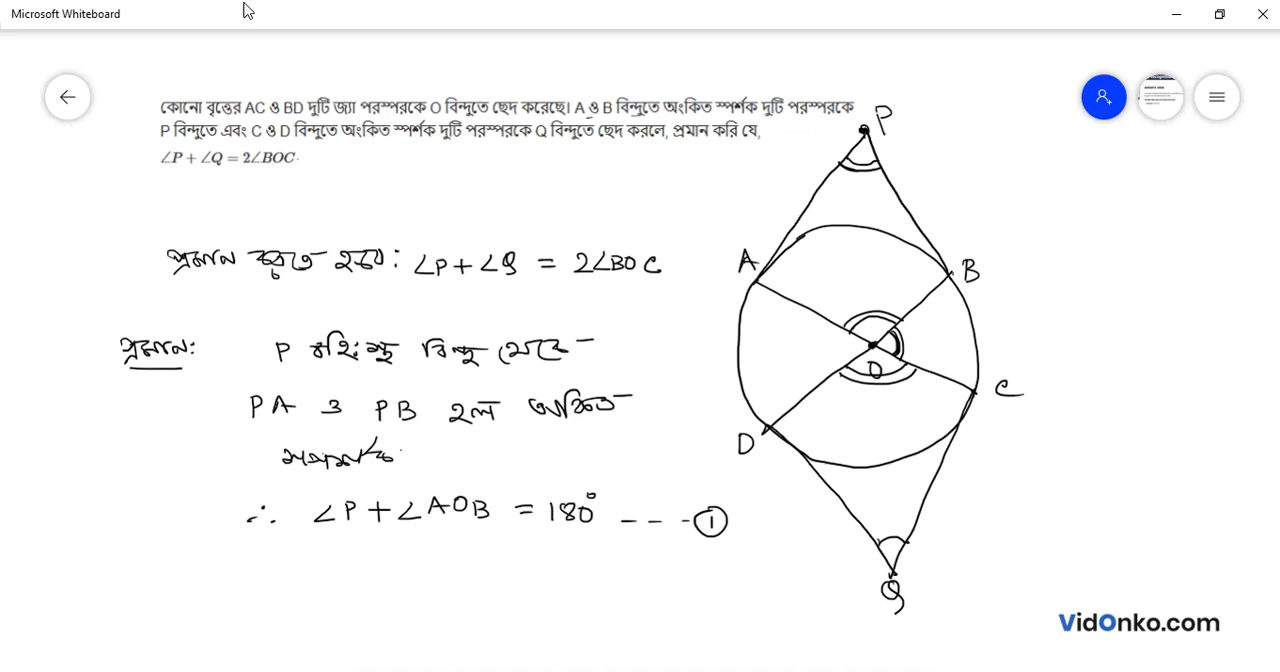 Microsoft Whiteboard
কোনো বৃত্তের AC ও BD দুটি জ্যা পরস্পরকে O বিন্দুতে ছেদ করেছে। A ও B বিন্দুতে অংকিত স্পর্শক দুটি পরস্পরকে
P বিন্দুতে এবং C ও D বিন্দুতে অংকিত স্পর্শক দুটি পরস্পরকে Q বিন্দুতে ছেদ করলে, প্রমান করি যে,
∠P + ∠Q = 2∠BOC.
P
প্রমান করতে হবে: ∠P + ∠Q = 2∠BOC
A
B
প্রমান: P বহিঃস্থ বিন্দু থেকে
O
C
PA ও PB হল অংকিত
D
স্পর্শক
∴ ∠P + ∠AOB = 180° --- ①
Q
VidOnko.com